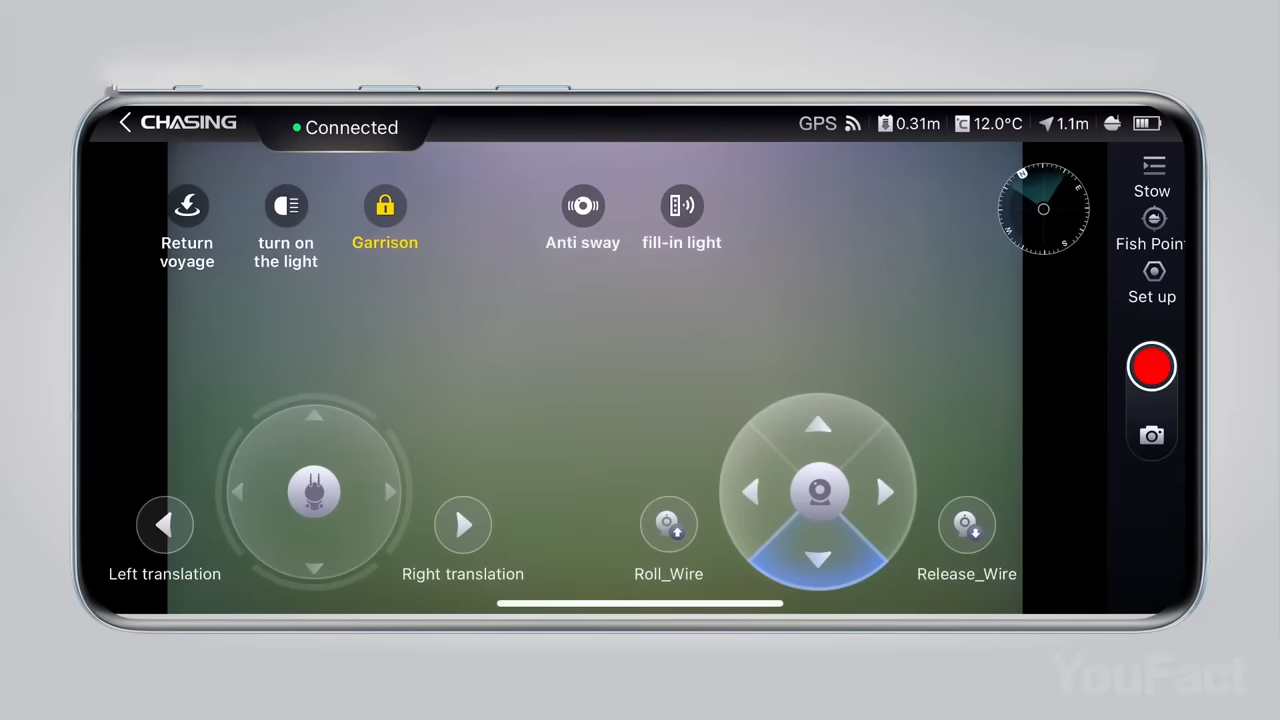 CHASING
Connected
GPS
0.31m
12.0°C
1.1m
Return
voyage
turn on
the light
Garrison
Anti sway
fill-in light
N
E
S
W
Stow
Fish Poin
Set up
Left translation
Right translation
Roll_Wire
Release_Wire
YouFact